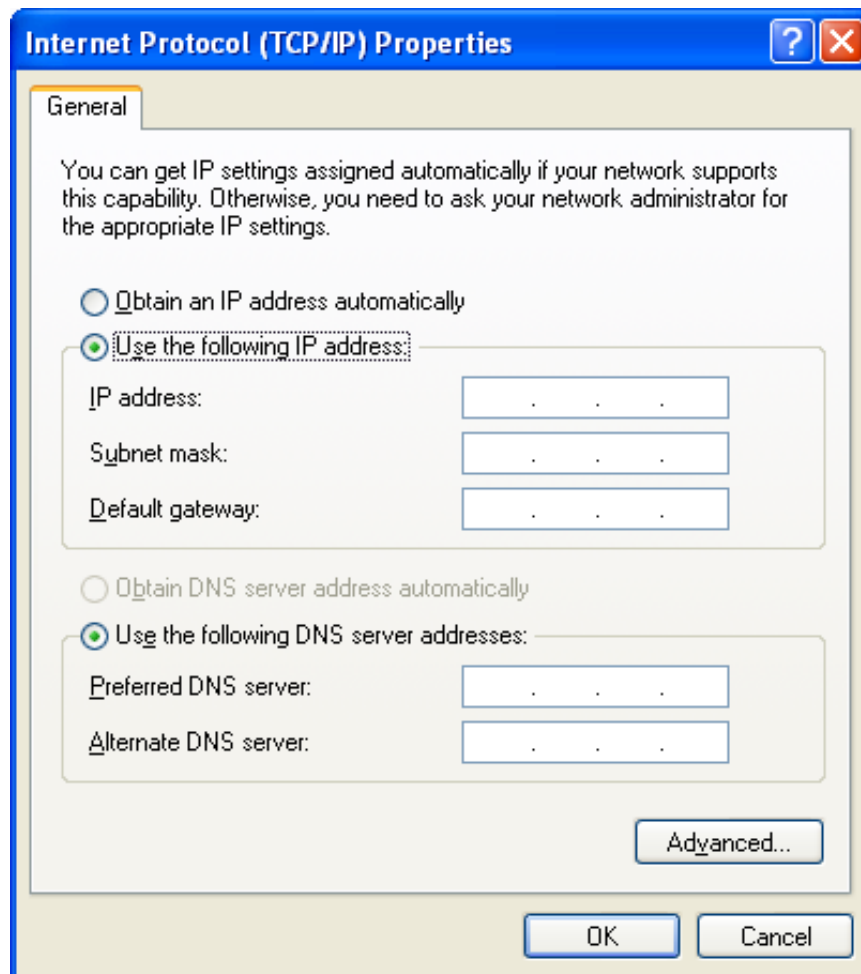 Internet Protocol (TCP/IP) Properties
General
You can get IP settings assigned automatically if your network supports
this capability. Otherwise, you need to ask your network administrator for
the appropriate IP settings.
Obtain an IP address automatically
Use the following IP address:
IP address: . . .
Subnet mask: . . .
Default gateway: . . .
Obtain DNS server address automatically
Use the following DNS server addresses:
Preferred DNS server: . . .
Alternate DNS server: . . .
Advanced...
OK Cancel